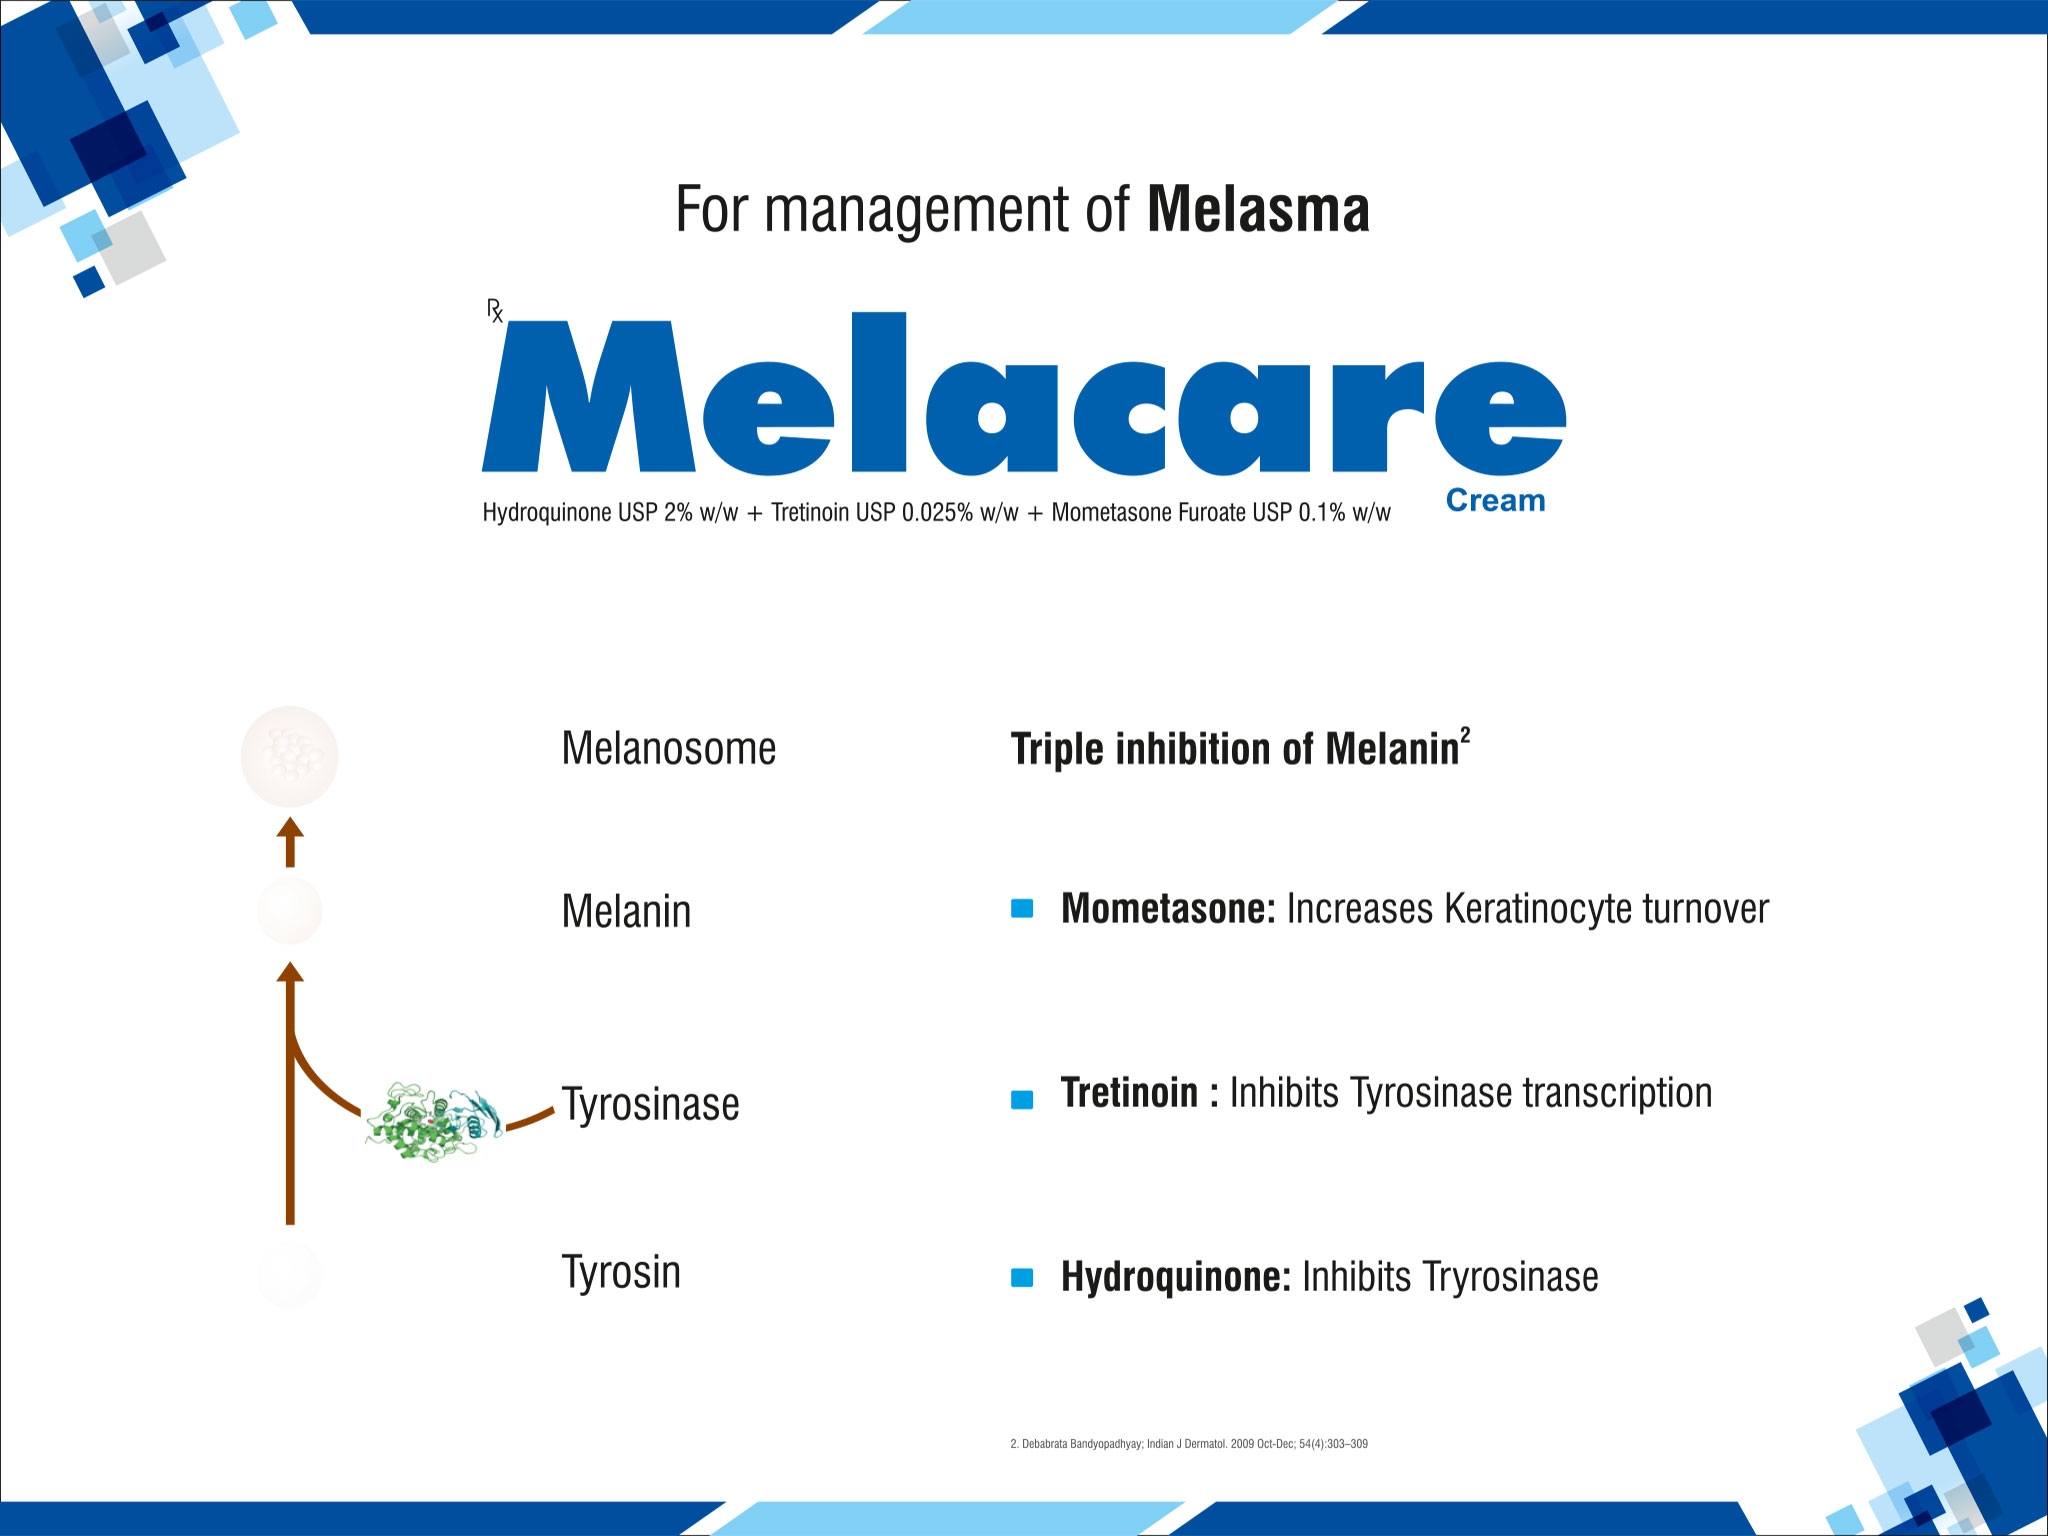 For management of Melasma
Rx
Melacare
Cream
Hydroquinone USP 2% w/w + Tretinoin USP 0.025% w/w + Mometasone Furoate USP 0.1% w/w
Melanosome
Melanin
Tyrosinase
Tyrosin
Triple inhibition of Melanin²
Mometasone: Increases Keratinocyte turnover
Tretinoin : Inhibits Tyrosinase transcription
Hydroquinone: Inhibits Tryrosinase
2. Debabrata Bandyopadhyay; Indian J Dermatol. 2009 Oct-Dec; 54(4):303–309